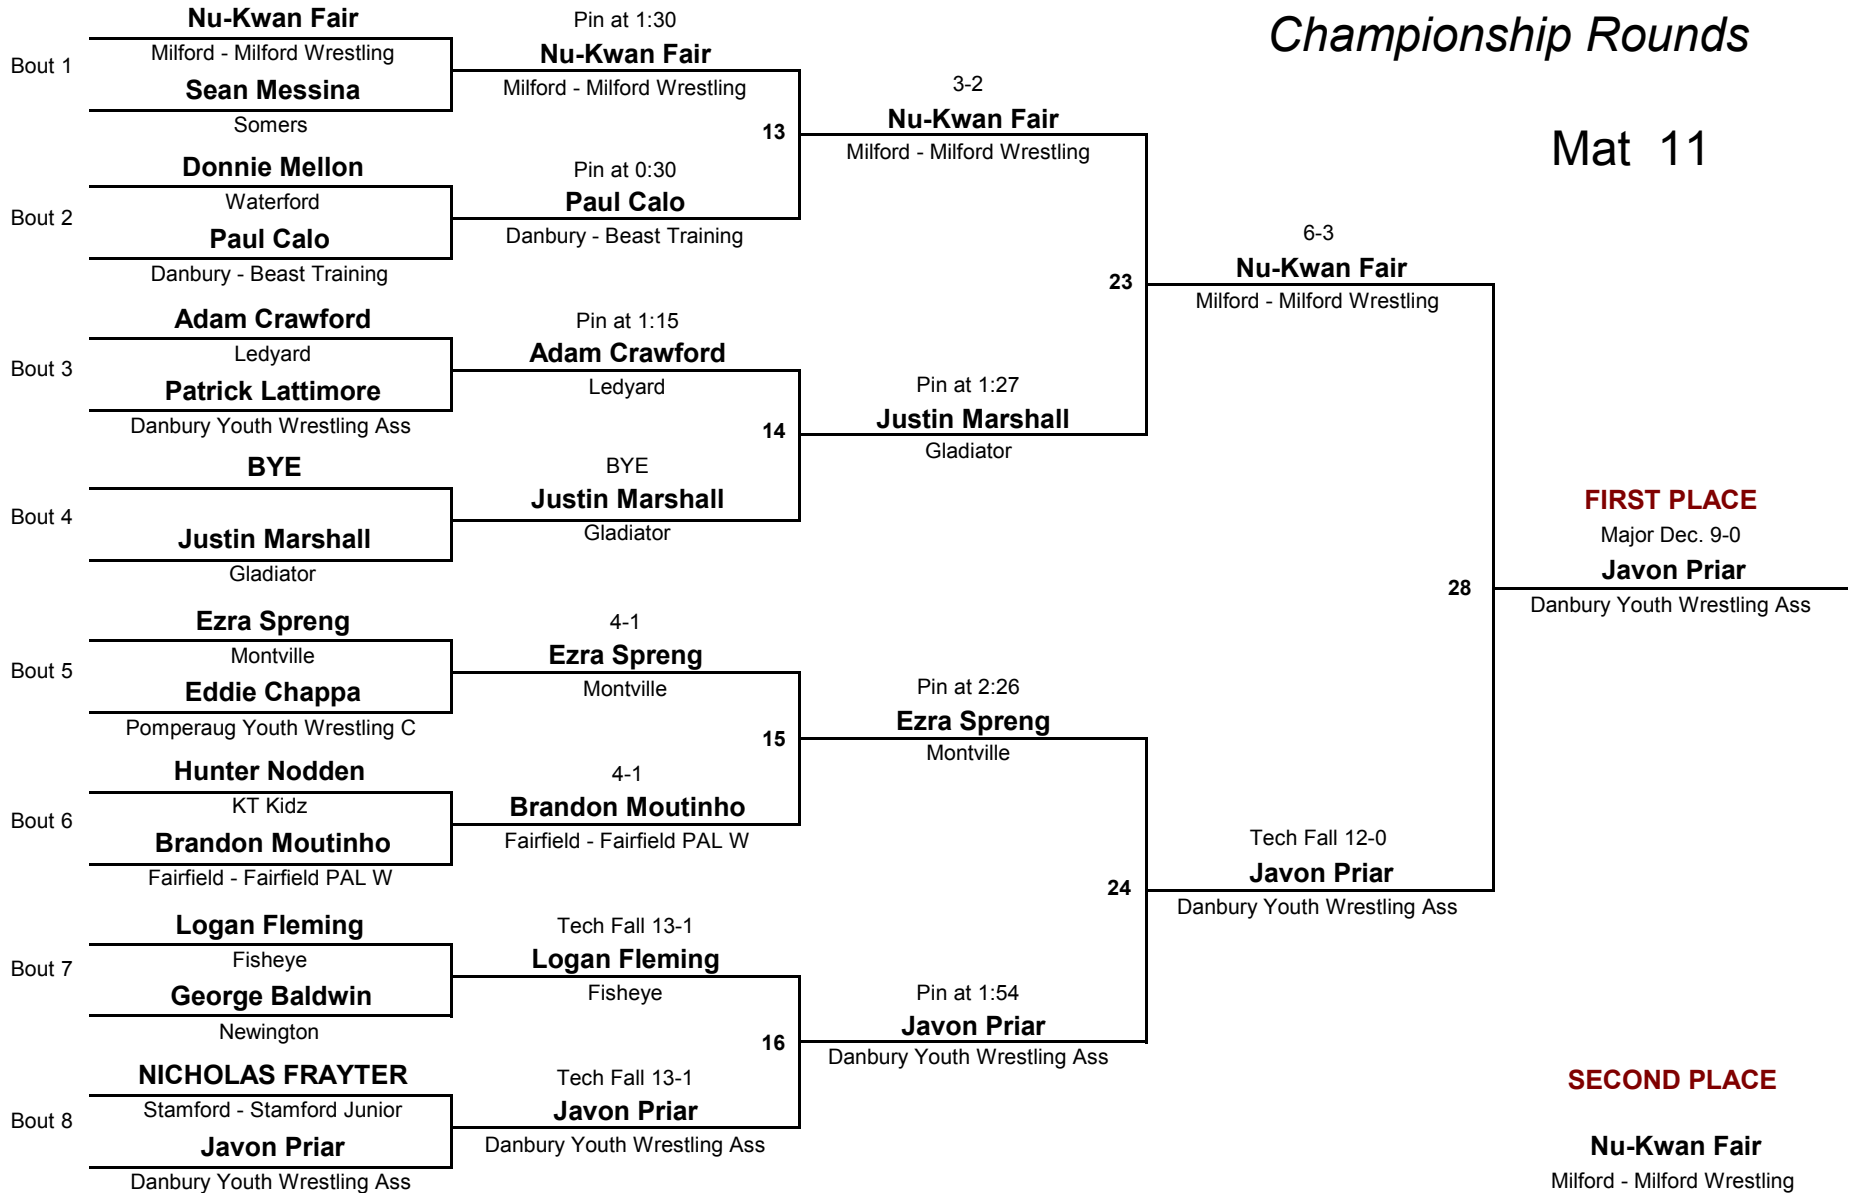 Championship Rounds
Mat 11
Bout 1
Nu-Kwan Fair
Milford - Milford Wrestling
Sean Messina
Somers
Bout 2
Donnie Mellon
Waterford
Paul Calo
Danbury - Beast Training
Bout 3
Adam Crawford
Ledyard
Patrick Lattimore
Danbury Youth Wrestling Ass
Bout 4
BYE
Justin Marshall
Gladiator
Bout 5
Ezra Spreng
Montville
Eddie Chappa
Pomperaug Youth Wrestling C
Bout 6
Hunter Nodden
KT Kidz
Brandon Moutinho
Fairfield - Fairfield PAL W
Bout 7
Logan Fleming
Fisheye
George Baldwin
Newington
Bout 8
NICHOLAS FRAYTER
Stamford - Stamford Junior
Javon Priar
Danbury Youth Wrestling Ass
Pin at 1:30
Nu-Kwan Fair
Milford - Milford Wrestling
13
Pin at 0:30
Paul Calo
Danbury - Beast Training
Pin at 1:15
Adam Crawford
Ledyard
14
BYE
Justin Marshall
Gladiator
4-1
Ezra Spreng
Montville
15
4-1
Brandon Moutinho
Fairfield - Fairfield PAL W
Tech Fall 13-1
Logan Fleming
Fisheye
16
Tech Fall 13-1
Javon Priar
Danbury Youth Wrestling Ass
3-2
Nu-Kwan Fair
Milford - Milford Wrestling
23
Pin at 1:27
Justin Marshall
Gladiator
Pin at 2:26
Ezra Spreng
Montville
24
Pin at 1:54
Javon Priar
Danbury Youth Wrestling Ass
6-3
Nu-Kwan Fair
Milford - Milford Wrestling
28
Tech Fall 12-0
Javon Priar
Danbury Youth Wrestling Ass
FIRST PLACE
Major Dec. 9-0
Javon Priar
Danbury Youth Wrestling Ass
SECOND PLACE
Nu-Kwan Fair
Milford - Milford Wrestling